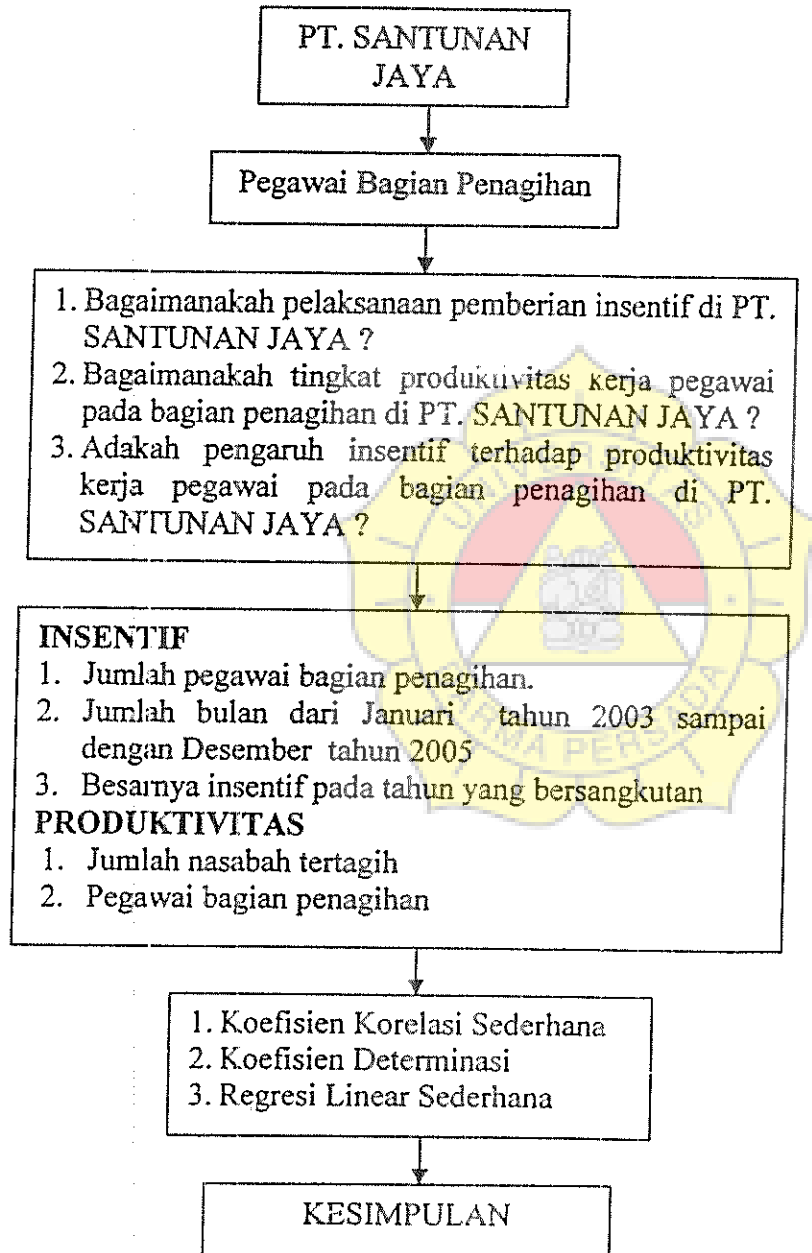 PT. SANTUNAN
JAYA
Pegawai Bagian Penagihan
1. Bagaimanakah pelaksanaan pemberian insentif di PT.
SANTUNAN JAYA ?
2. Bagaimanakah tingkat produktivitas kerja pegawai
pada bagian penagihan di PT. SANTUNAN JAYA ?
3. Adakah pengaruh insentif terhadap produktivitas
kerja pegawai pada bagian penagihan di PT.
SANTUNAN JAYA ?
UNIVERSITAS
DARMA PERSADA
INSENTIF
1. Jumlah pegawai bagian penagihan.
2. Jumlah bulan dari Januari tahun 2003 sampai
dengan Desember tahun 2005
3. Besarnya insentif pada tahun yang bersangkutan
PRODUKTIVITAS
1. Jumlah nasabah tertagih
2. Pegawai bagian penagihan
1. Koefisien Korelasi Sederhana
2. Koefisien Determinasi
3. Regresi Linear Sederhana
KESIMPULAN